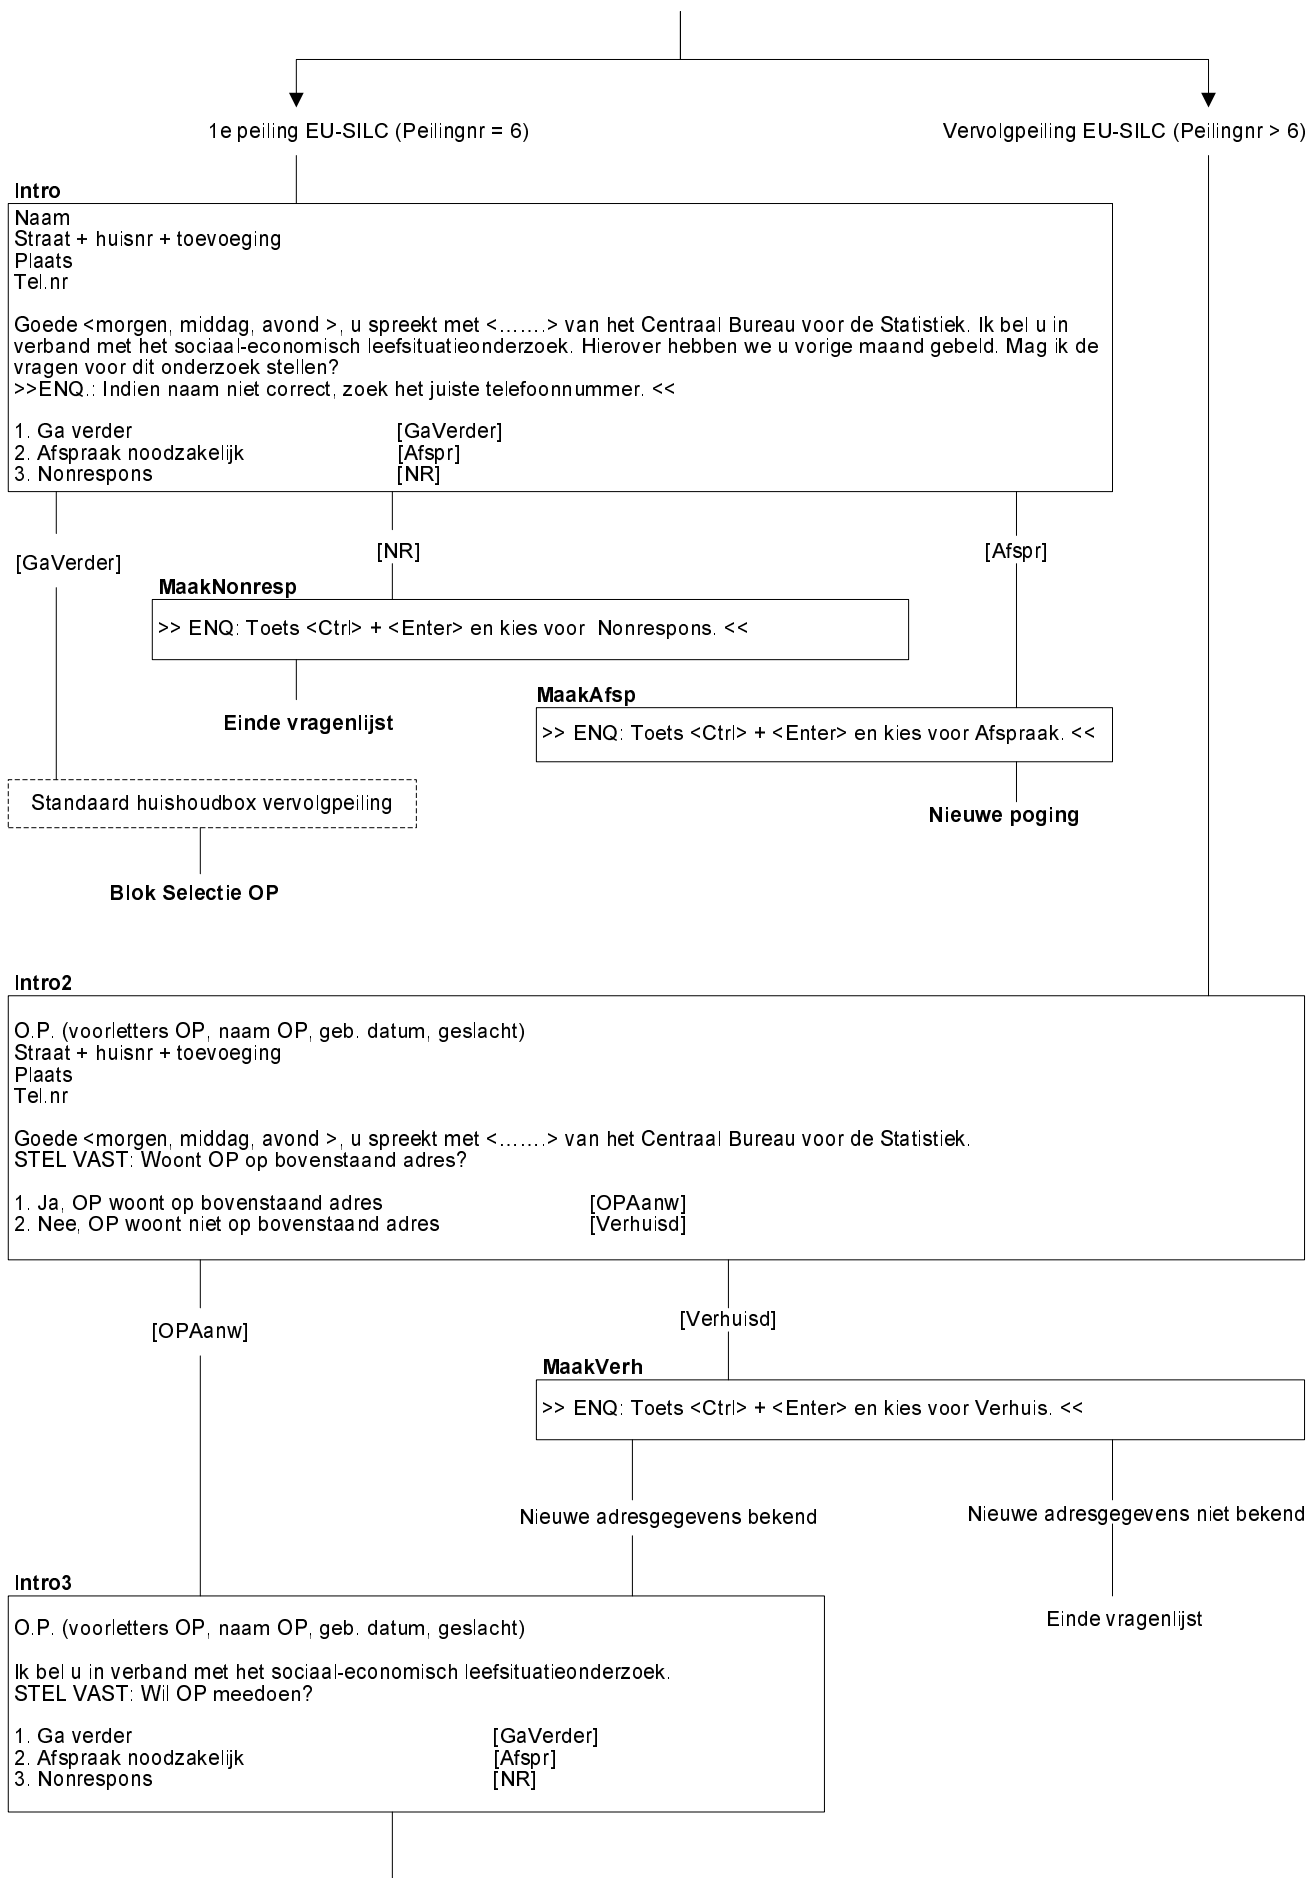 1e peiling EU-SILC (Peilingnr = 6)
Vervolgpeiling EU-SILC (Peilingnr > 6)
Intro
Naam
Straat + huisnr + toevoeging
Plaats
Tel.nr
Goede <morgen, middag, avond >, u spreekt met <…….> van het Centraal Bureau voor de Statistiek. Ik bel u in
verband met het sociaal-economisch leefsituatieonderzoek. Hierover hebben we u vorige maand gebeld. Mag ik de
vragen voor dit onderzoek stellen?
>>ENQ.: Indien naam niet correct, zoek het juiste telefoonnummer. <<
1. Ga verder [GaVerder]
2. Afspraak noodzakelijk [Afspr]
3. Nonrespons [NR]
[GaVerder]
[NR]
[Afspr]
MaakNonresp
>> ENQ: Toets <Ctrl> + <Enter> en kies voor  Nonrespons. <<
Einde vragenlijst
MaakAfsp
>> ENQ: Toets <Ctrl> + <Enter> en kies voor Afspraak. <<
Nieuwe poging
Standaard huishoudbox vervolgpeiling
Blok Selectie OP
Intro2
O.P. (voorletters OP, naam OP, geb. datum, geslacht)
Straat + huisnr + toevoeging
Plaats
Tel.nr
Goede <morgen, middag, avond >, u spreekt met <…….> van het Centraal Bureau voor de Statistiek.
STEL VAST: Woont OP op bovenstaand adres?
1. Ja, OP woont op bovenstaand adres [OPAanw]
2. Nee, OP woont niet op bovenstaand adres [Verhuisd]
[OPAanw]
[Verhuisd]
MaakVerh
>> ENQ: Toets <Ctrl> + <Enter> en kies voor Verhuis. <<
Nieuwe adresgegevens bekend
Nieuwe adresgegevens niet bekend
Einde vragenlijst
Intro3
O.P. (voorletters OP, naam OP, geb. datum, geslacht)
Ik bel u in verband met het sociaal-economisch leefsituatieonderzoek.
STEL VAST: Wil OP meedoen?
1. Ga verder [GaVerder]
2. Afspraak noodzakelijk [Afspr]
3. Nonrespons [NR]